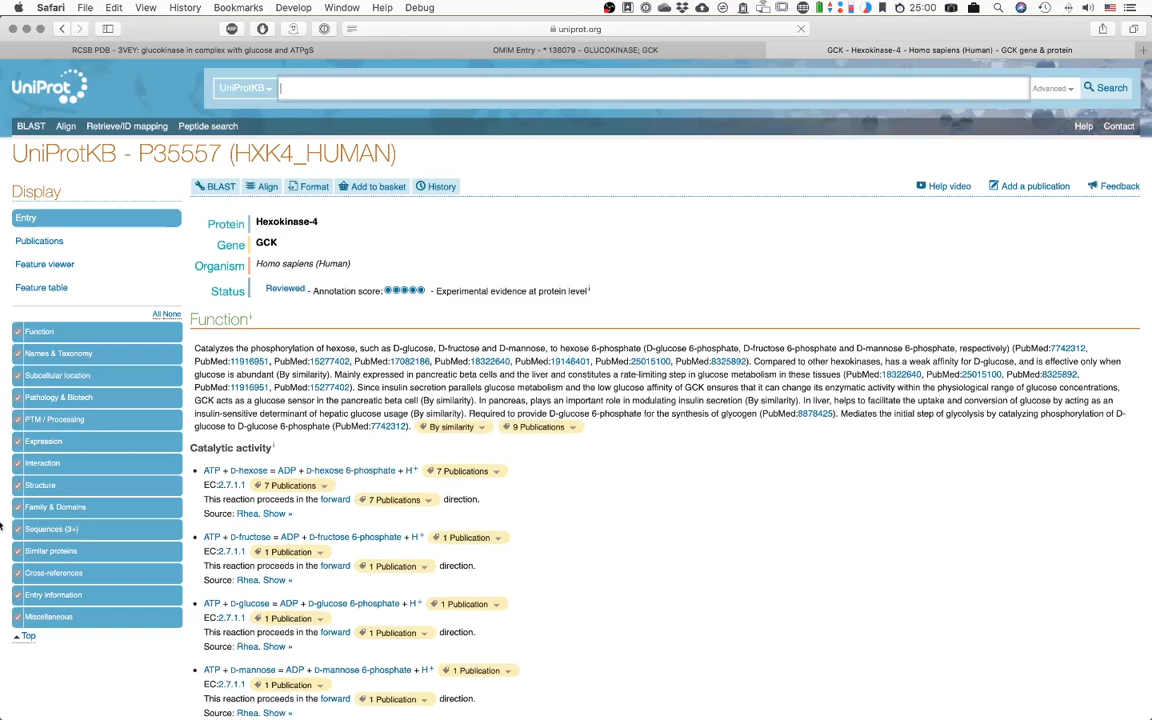 Safari File Edit View History Bookmarks Develop Window Help Debug 25:00
uniprot.org
RCSB PDB - 3VEY: glucokinase in complex with glucose and ATPgS
OMIM Entry - * 138079 - GLUCOKINASE; GCK
GCK - Hexokinase-4 - Homo sapiens (Human) - GCK gene & protein
UniProt
UniProtKB
Advanced
Search
BLAST Align Retrieve/ID mapping Peptide search Help Contact
UniProtKB - P35557 (HXK4_HUMAN)
Display
BLAST Align Format Add to basket History
Help video Add a publication Feedback
Entry
Publications
Feature viewer
Feature table
All None
Function
Names & Taxonomy
Subcellular location
Pathology & Biotech
PTM / Processing
Expression
Interaction
Structure
Family & Domains
Sequences (3+)
Similar proteins
Cross-references
Entry information
Miscellaneous
Top
Protein Hexokinase-4
Gene GCK
Organism Homo sapiens (Human)
Status Reviewed - Annotation score: - Experimental evidence at protein level i
Function i
Catalyzes the phosphorylation of hexose, such as D-glucose, D-fructose and D-mannose, to hexose 6-phosphate (D-glucose 6-phosphate, D-fructose 6-phosphate and D-mannose 6-phosphate, respectively) (PubMed:7742312,
PubMed:11916951, PubMed:15277402, PubMed:17082186, PubMed:18322640, PubMed:19146401, PubMed:25015100, PubMed:8325892). Compared to other hexokinases, has a weak affinity for D-glucose, and is effective only
when glucose is abundant (By similarity). Mainly expressed in pancreatic beta cells and the liver and constitutes a rate-limiting step in glucose metabolism in these tissues (PubMed:18322640, PubMed:25015100, PubMed:8325892,
PubMed:11916951, PubMed:15277402). Since insulin secretion parallels glucose metabolism and the low glucose affinity of GCK ensures that it can change its enzymatic activity within the physiological range of glucose concentrations,
GCK acts as a glucose sensor in the pancreatic beta cell (By similarity). In pancreas, plays an important role in modulating insulin secretion (By similarity). In liver, helps to facilitate the uptake and conversion of glucose by acting as an
insulin-sensitive determinant of hepatic glucose usage (By similarity). Required to provide D-glucose 6-phosphate for the synthesis of glycogen (PubMed:8878425). Mediates the initial step of glycolysis by catalyzing phosphorylation of D-
glucose to D-glucose 6-phosphate (PubMed:7742312). By similarity 9 Publications
Catalytic activity i
• ATP + D-hexose = ADP + D-hexose 6-phosphate + H+ 7 Publications
EC:2.7.1.1 7 Publications
This reaction proceeds in the forward 7 Publications direction.
Source: Rhea. Show »
• ATP + D-fructose = ADP + D-fructose 6-phosphate + H+ 1 Publication
EC:2.7.1.1 1 Publication
This reaction proceeds in the forward 1 Publication direction.
Source: Rhea. Show »
• ATP + D-glucose = ADP + D-glucose 6-phosphate + H+ 1 Publication
EC:2.7.1.1 1 Publication
This reaction proceeds in the forward 1 Publication direction.
Source: Rhea. Show »
• ATP + D-mannose = ADP + D-mannose 6-phosphate + H+ 1 Publication
EC:2.7.1.1 1 Publication
This reaction proceeds in the forward 1 Publication direction.
Source: Rhea. Show »